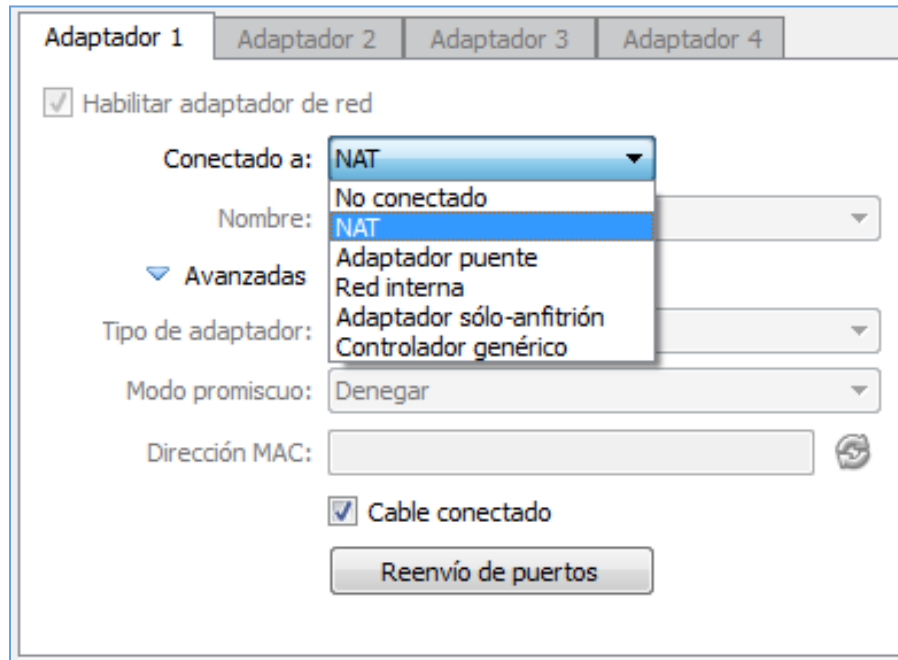 Adaptador 1 Adaptador 2 Adaptador 3 Adaptador 4
Habilitar adaptador de red
Conectado a: NAT
No conectado
Nombre: NAT
Adaptador puente
Avanzadas
Red interna
Adaptador sólo-anfitrión
Tipo de adaptador:
Controlador genérico
Modo promiscuo: Denegar
Dirección MAC:
Cable conectado
Reenvío de puertos